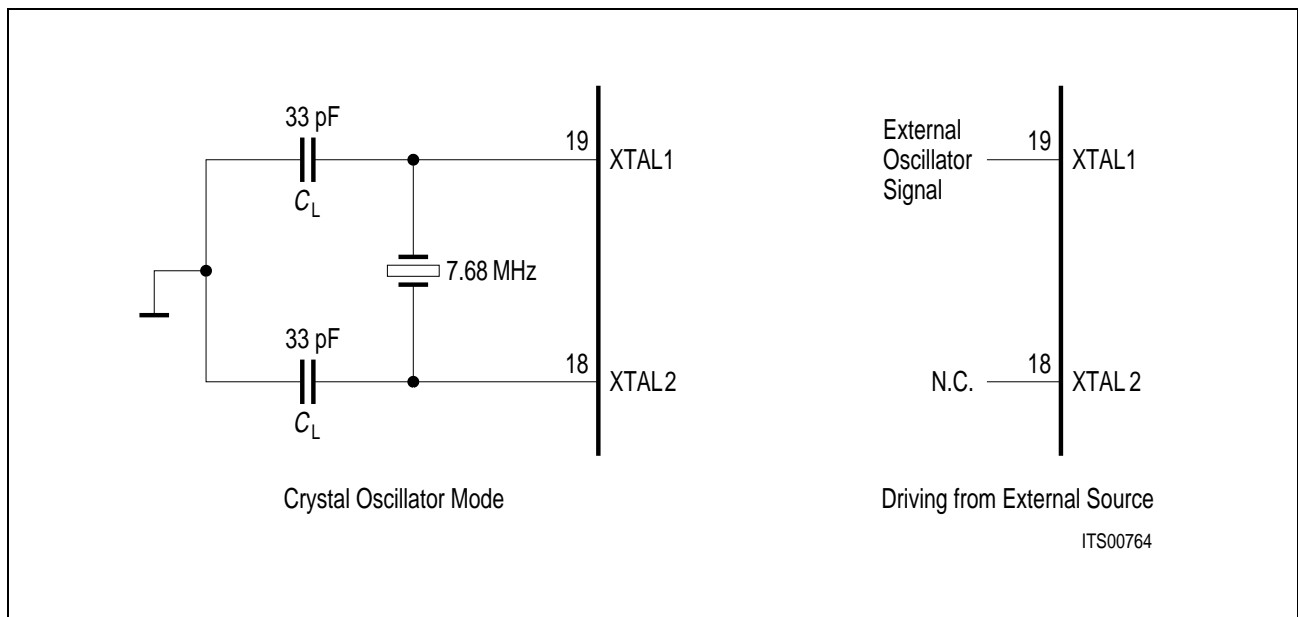 33 pF
C_L
19
XTAL1
7.68 MHz
33 pF
C_L
18
XTAL2
Crystal Oscillator Mode
External
Oscillator
Signal
19
XTAL1
N.C.
18
XTAL 2
Driving from External Source
ITS00764